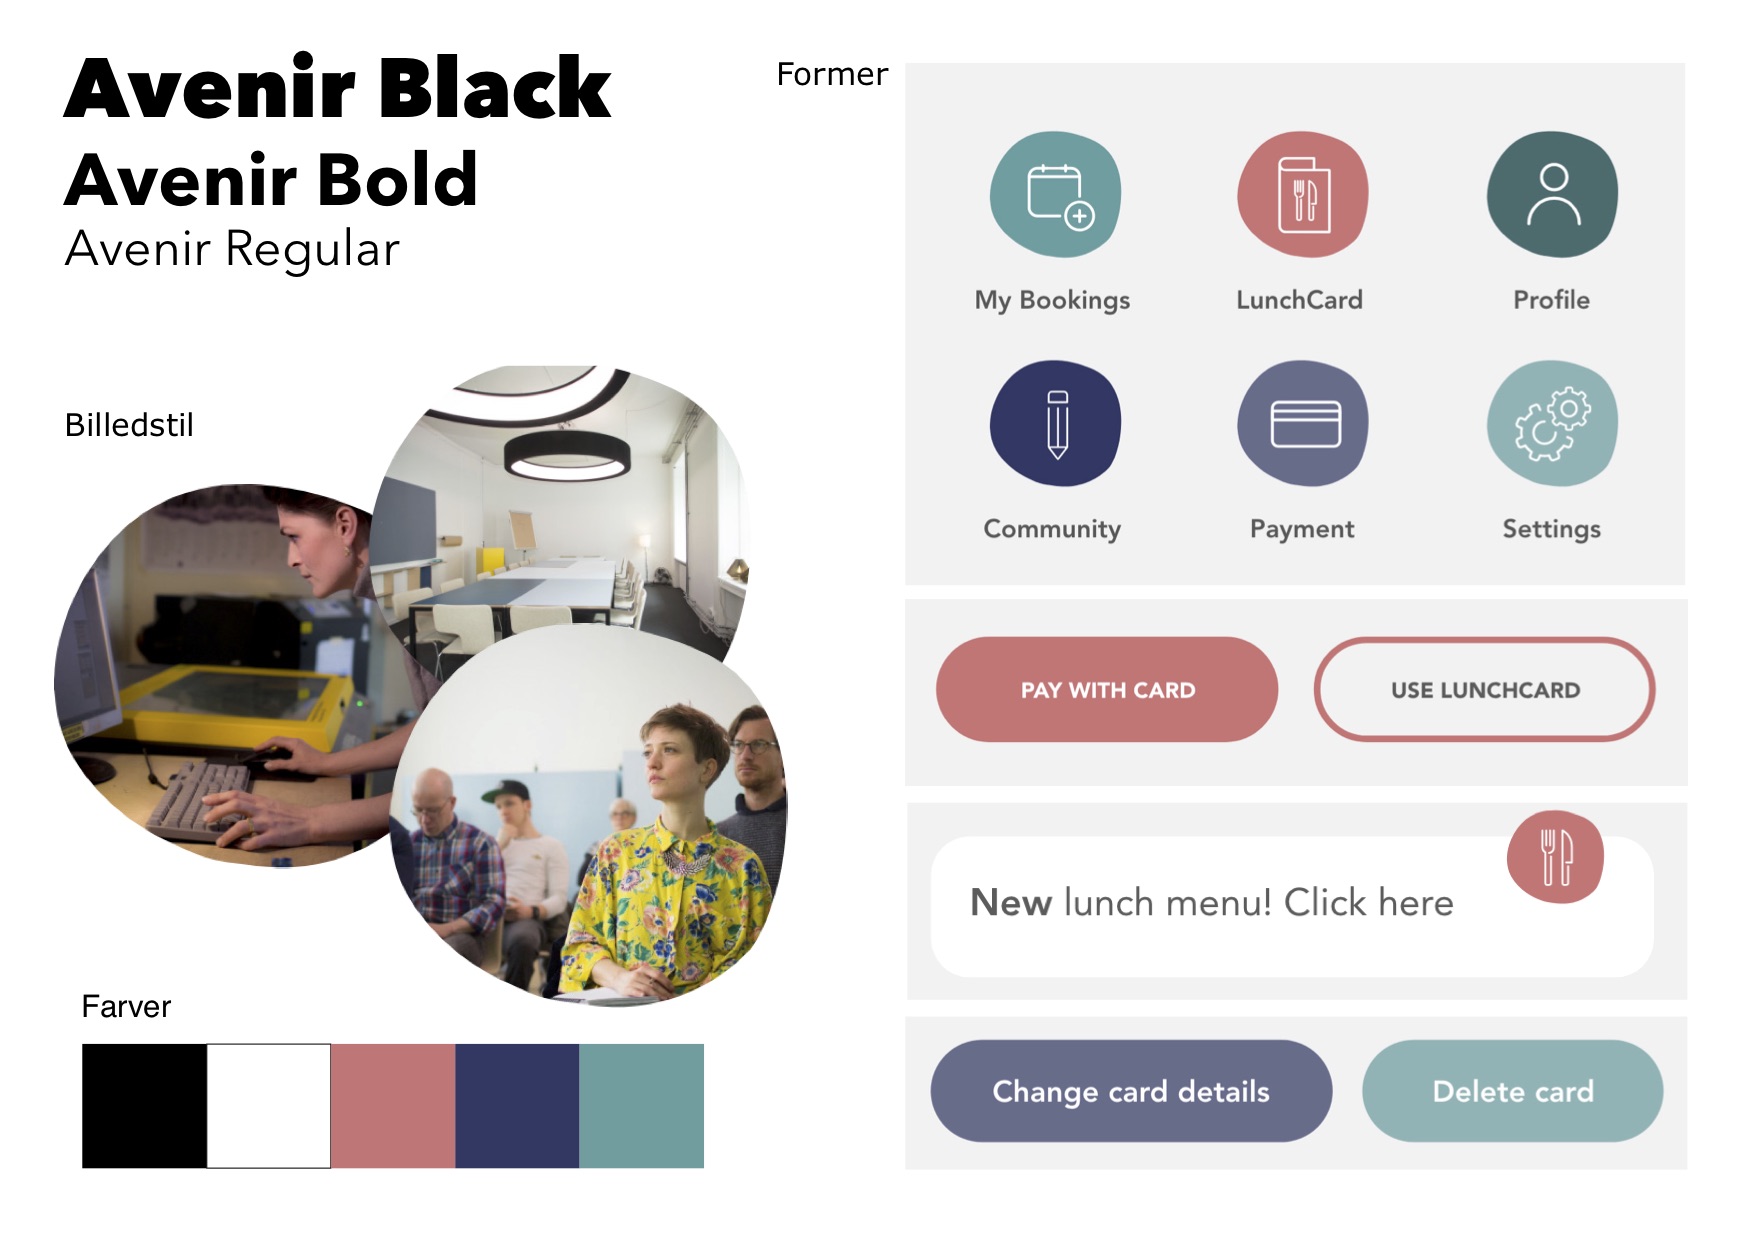 Avenir Black
Avenir Bold
Avenir Regular
Billedstil
Farver
Former
My Bookings
LunchCard
Profile
Community
Payment
Settings
PAY WITH CARD
USE LUNCHCARD
New lunch menu! Click here
Change card details
Delete card